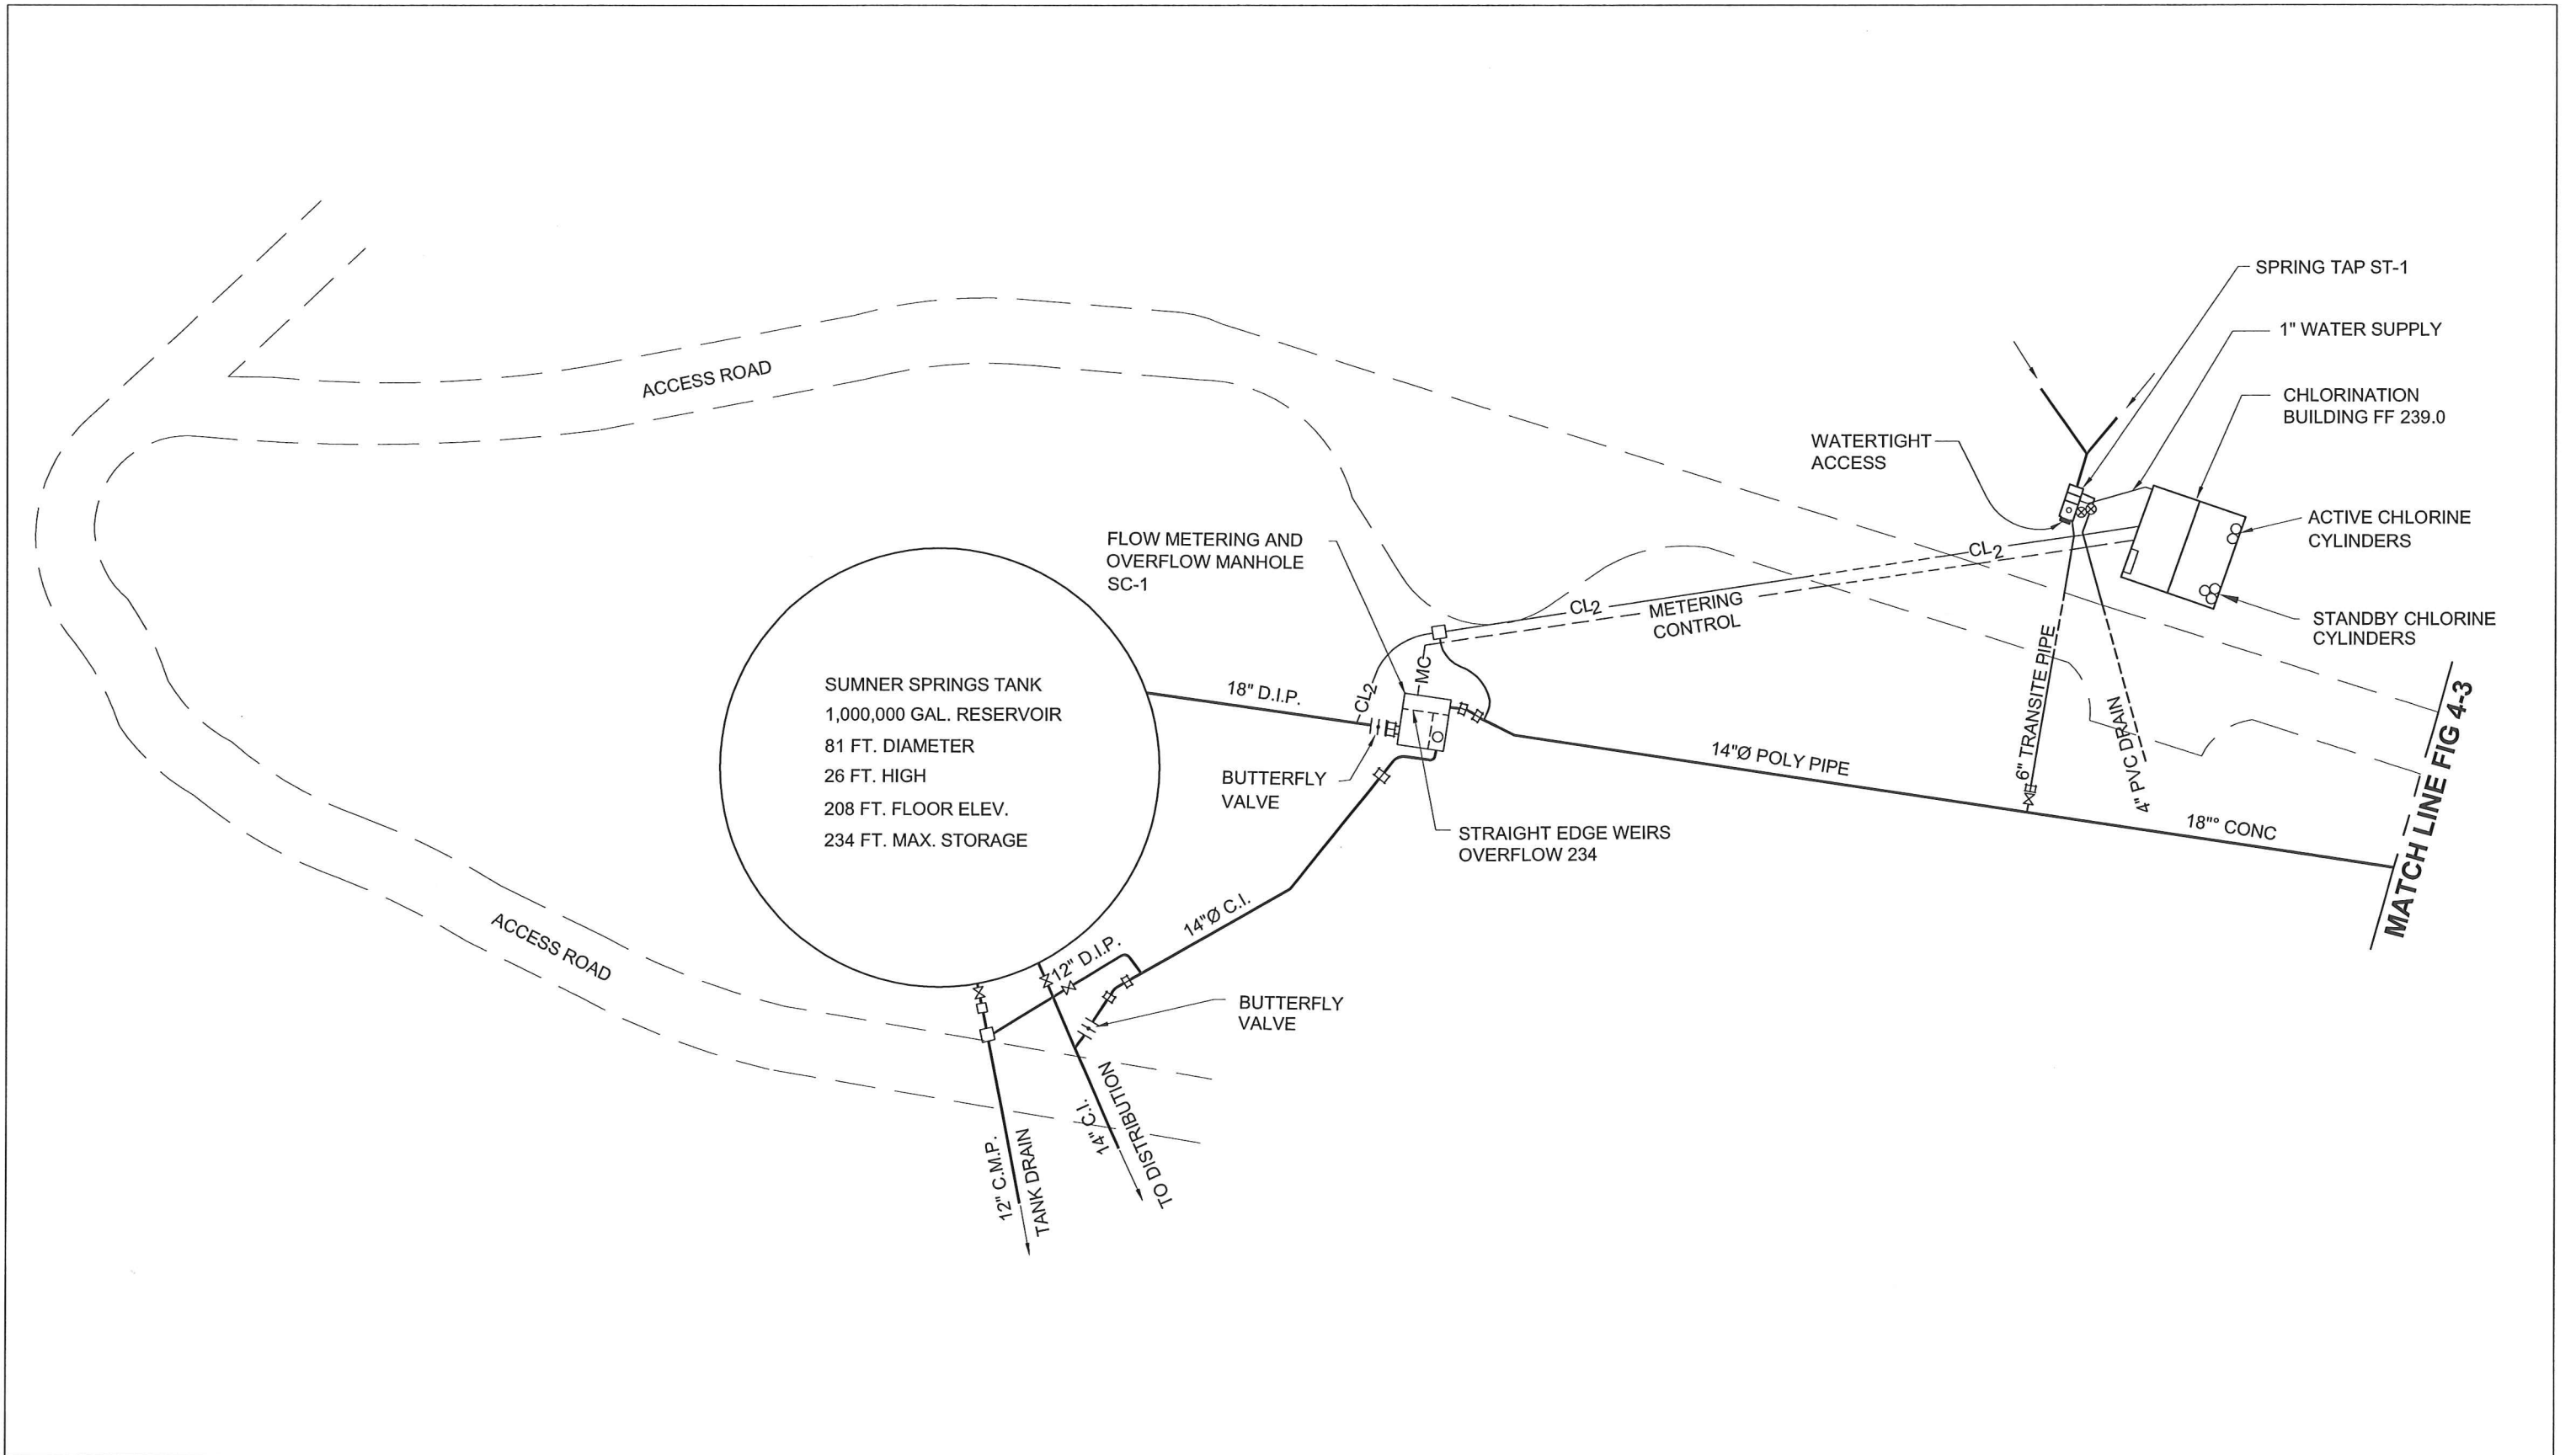 SPRING TAP ST-1
1" WATER SUPPLY
ACCESS ROAD
CHLORINATION
BUILDING FF 239.0
WATERTIGHT
ACCESS
ACTIVE CHLORINE
CYLINDERS
FLOW METERING AND
OVERFLOW MANHOLE
SC-1
CL2
CL2
METERING
CONTROL
STANDBY CHLORINE
CYLINDERS
SUMNER SPRINGS TANK
1,000,000 GAL. RESERVOIR
81 FT. DIAMETER
26 FT. HIGH
208 FT. FLOOR ELEV.
234 FT. MAX. STORAGE
18" D.I.P.
CL2
MC
6" TRANSITE PIPE
4" PVC DRAIN
MATCH LINE FIG 4-3
14"Ø POLY PIPE
BUTTERFLY
VALVE
18"° CONC
STRAIGHT EDGE WEIRS
OVERFLOW 234
14"Ø C.I.
ACCESS ROAD
12" D.I.P.
BUTTERFLY
VALVE
12" C.M.P.
TANK DRAIN
14" C.I.
TO DISTRIBUTION